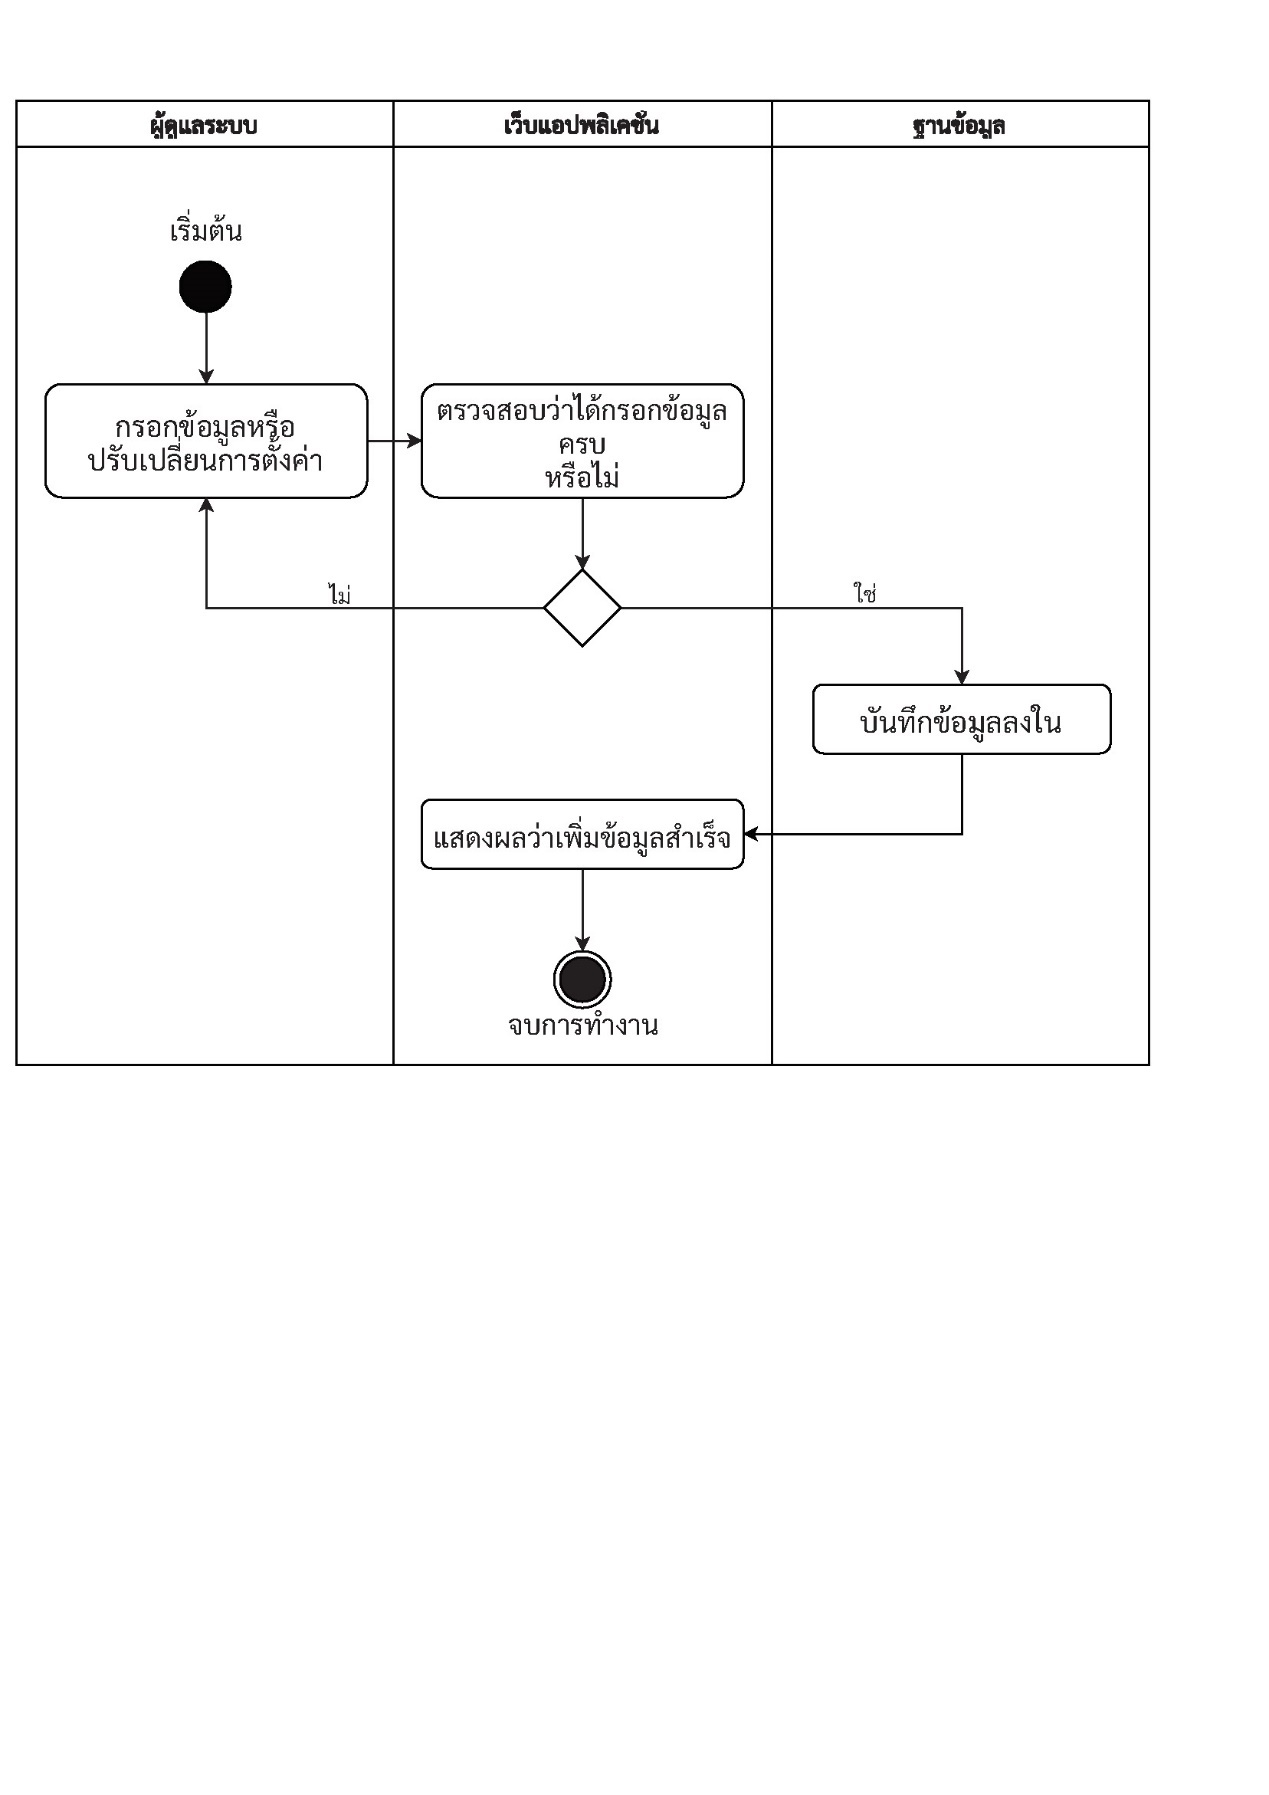 ผู้ดูแลระบบ
เว็บแอปพลิเคชัน
ฐานข้อมูล
เริ่มต้น
กรอกข้อมูลหรือ
ปรับเปลี่ยนการตั้งค่า
ตรวจสอบว่าได้กรอกข้อมูล
ครบ
หรือไม่
ไม่
ใช่
บันทึกข้อมูลลงใน
แสดงผลว่าเพิ่มข้อมูลสำเร็จ
จบการทำงาน